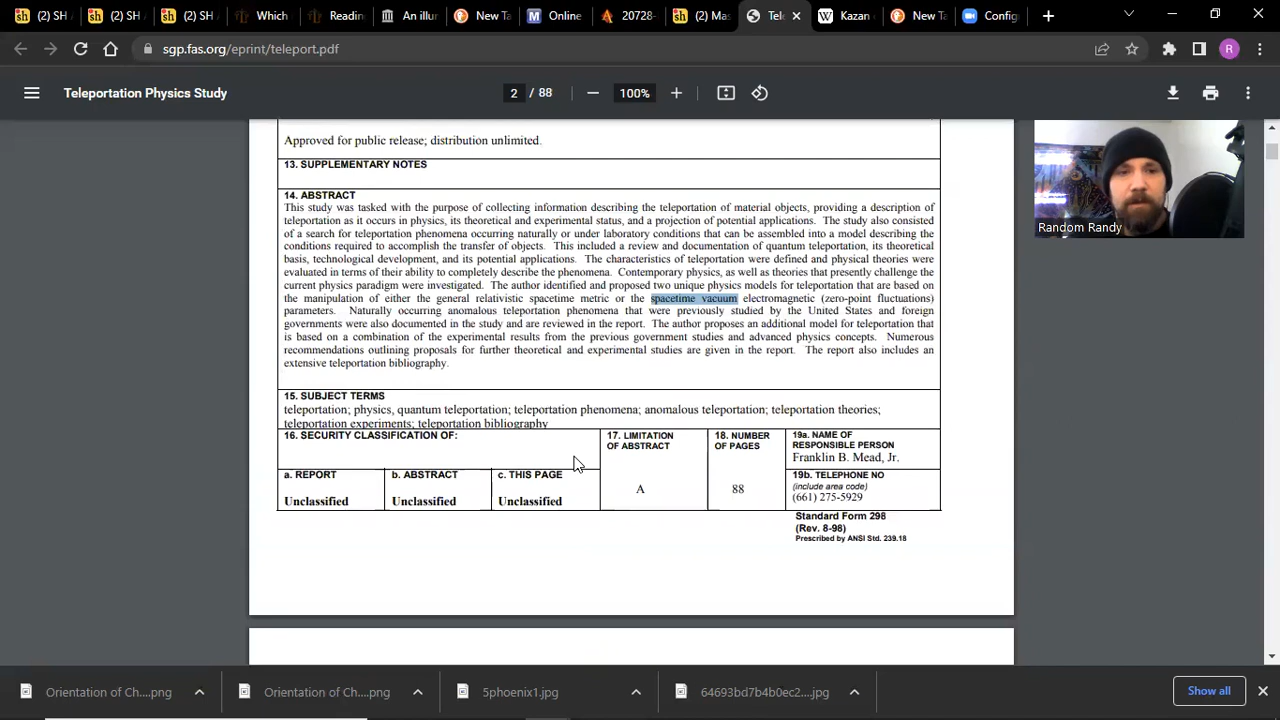 (2) SH /
(2) SH /
(2) SH /
Which
Readin
An illur
New Ta
Online
20728-
(2) Ma:
Tele
Kazan
New Ta
Config
sgp.fas.org/eprint/teleport.pdf
R
Teleportation Physics Study
2 / 88
100%
Approved for public release; distribution unlimited.
13. SUPPLEMENTARY NOTES
14. ABSTRACT
This study was tasked with the purpose of collecting information describing the teleportation of material objects, providing a description of
teleportation as it occurs in physics, its theoretical and experimental status, and a projection of potential applications. The study also consisted
of a search for teleportation phenomena occurring naturally or under laboratory conditions that can be assembled into a model describing the
conditions required to accomplish the transfer of objects. This included a review and documentation of quantum teleportation, its theoretical
basis, technological development, and its potential applications. The characteristics of teleportation were defined and physical theories were
evaluated in terms of their ability to completely describe the phenomena. Contemporary physics, as well as theories that presently challenge the
current physics paradigm were investigated. The author identified and proposed two unique physics models for teleportation that are based on
the manipulation of either the general relativistic spacetime metric or the spacetime vacuum electromagnetic (zero-point fluctuations)
parameters. Naturally occurring anomalous teleportation phenomena that were previously studied by the United States and foreign
governments were also documented in the study and are reviewed in the report. The author proposes an additional model for teleportation that
is based on a combination of the experimental results from the previous government studies and advanced physics concepts. Numerous
recommendations outlining proposals for further theoretical and experimental studies are given in the report. The report also includes an
extensive teleportation bibliography.
15. SUBJECT TERMS
teleportation; physics, quantum teleportation; teleportation phenomena; anomalous teleportation; teleportation theories;
teleportation experiments; teleportation bibliography
16. SECURITY CLASSIFICATION OF:
17. LIMITATION
OF ABSTRACT
A
18. NUMBER
OF PAGES
88
19a. NAME OF
RESPONSIBLE PERSON
Franklin B. Mead, Jr.
a. REPORT
Unclassified
b. ABSTRACT
Unclassified
c. THIS PAGE
Unclassified
19b. TELEPHONE NO
(include area code)
(661) 275-5929
Standard Form 298
(Rev. 8-98)
Prescribed by ANSI Std. 239.18
Random Randy
Orientation of Ch....png
Orientation of Ch....png
5phoenix1.jpg
64693bd7b4b0ec2....jpg
Show all